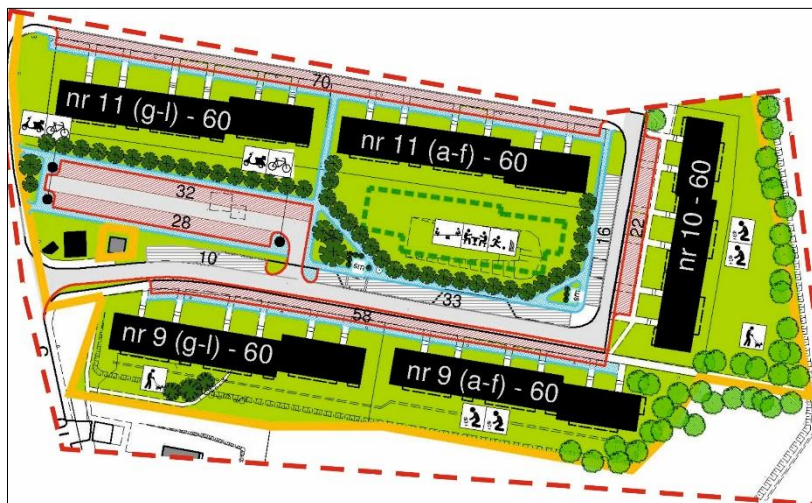 70
nr 11 (g-l) - 60
nr 11 (a-f) - 60
32
28
22
16
nr 10 - 60
10
33
58
nr 9 (g-l) - 60
nr 9 (a-f) - 60